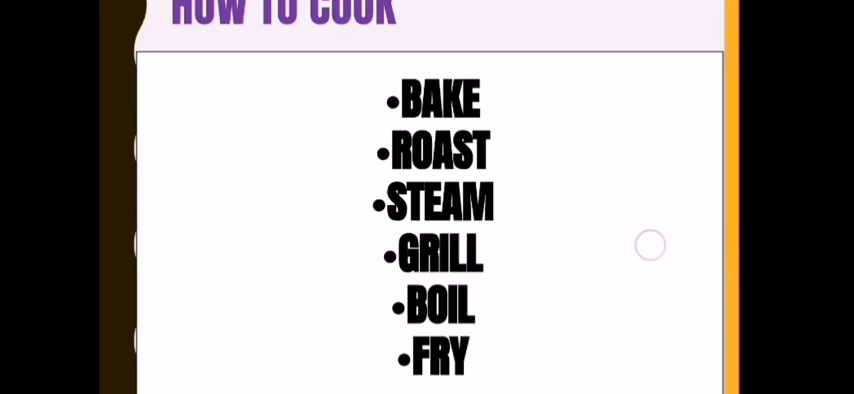 HOW TO COOK
•BAKE
•ROAST
•STEAM
•GRILL
•BOIL
•FRY